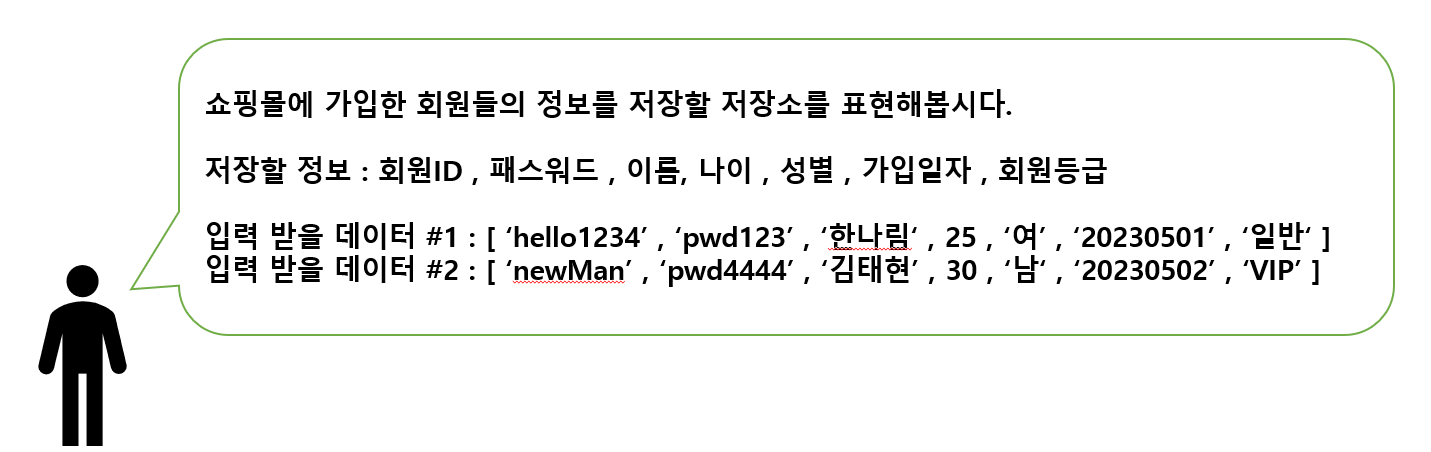 쇼핑몰에 가입한 회원들의 정보를 저장할 저장소를 표현해봅시다.
저장할 정보 : 회원ID , 패스워드 , 이름, 나이 , 성별 , 가입일자 , 회원등급
입력 받을 데이터 #1 : [ ‘hello1234’ , ‘pwd123’ , ‘한나림‘ , 25 , ‘여’ , ‘20230501’ , ‘일반‘ ]
입력 받을 데이터 #2 : [ ‘newMan’ , ‘pwd4444’ , ‘김태현’ , 30 , ‘남‘ , ‘20230502’ , ‘VIP’ ]